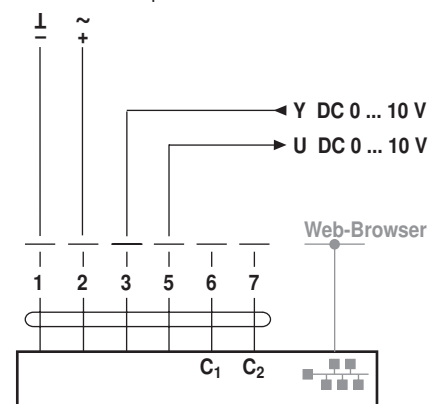 ⊥ ~
– +
Y DC 0 ... 10 V
U DC 0 ... 10 V
Web-Browser
1 2 3 5 6 7
C₁ C₂